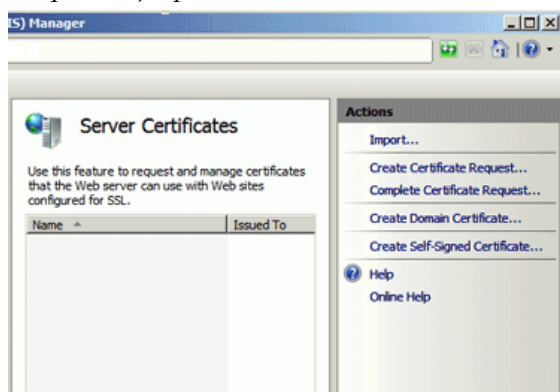 IS) Manager
Server Certificates
Use this feature to request and manage certificates
that the Web server can use with Web sites
configured for SSL.
Name
Issued To
Actions
Import...
Create Certificate Request...
Complete Certificate Request...
Create Domain Certificate...
Create Self-Signed Certificate...
Help
Online Help